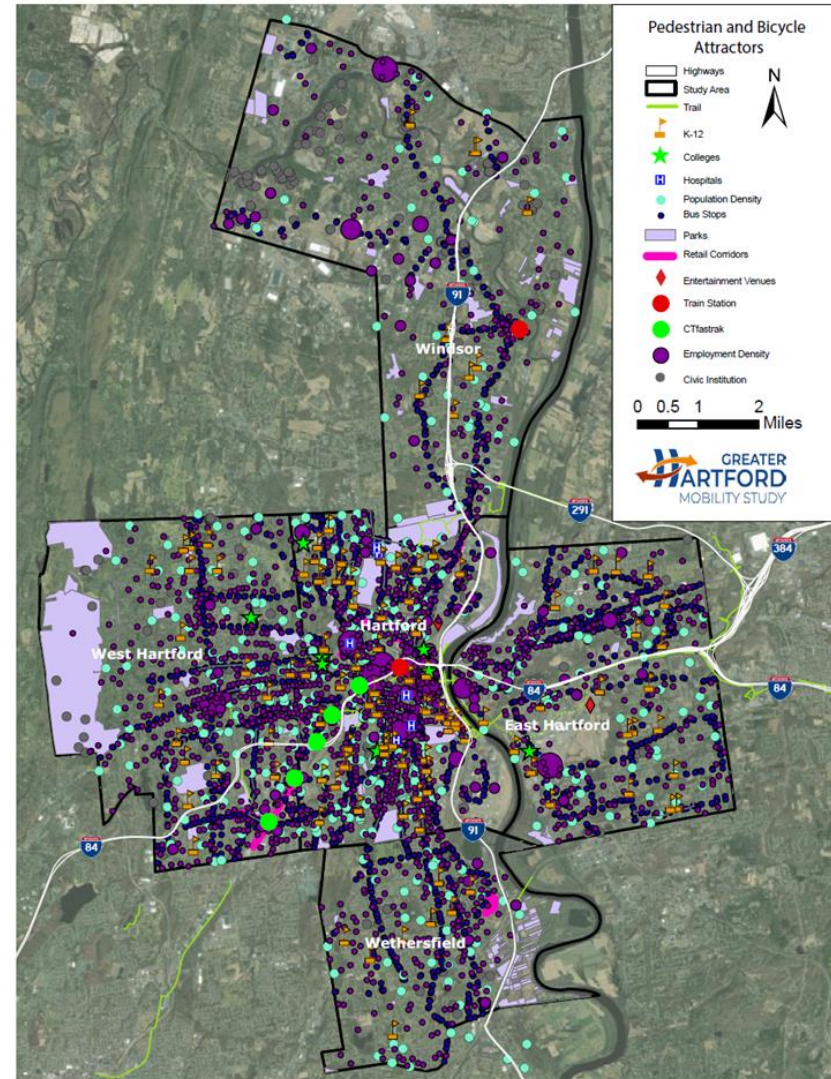 Pedestrian and Bicycle
Attractors
Highways
Study Area
Trail
K-12
Colleges
Hospitals
Population Density
Bus Stops
Parks
Retail Corridors
Entertainment Venues
Train Station
CTfastrak
Employment Density
Civic Institution
N
0 0.5 1 2
Miles
GREATER
HARTFORD
MOBILITY STUDY
91
Windsor
291
384
H
Hartford
H
West Hartford
84
84
H
East Hartford
H
H
91
84
Wethersfield